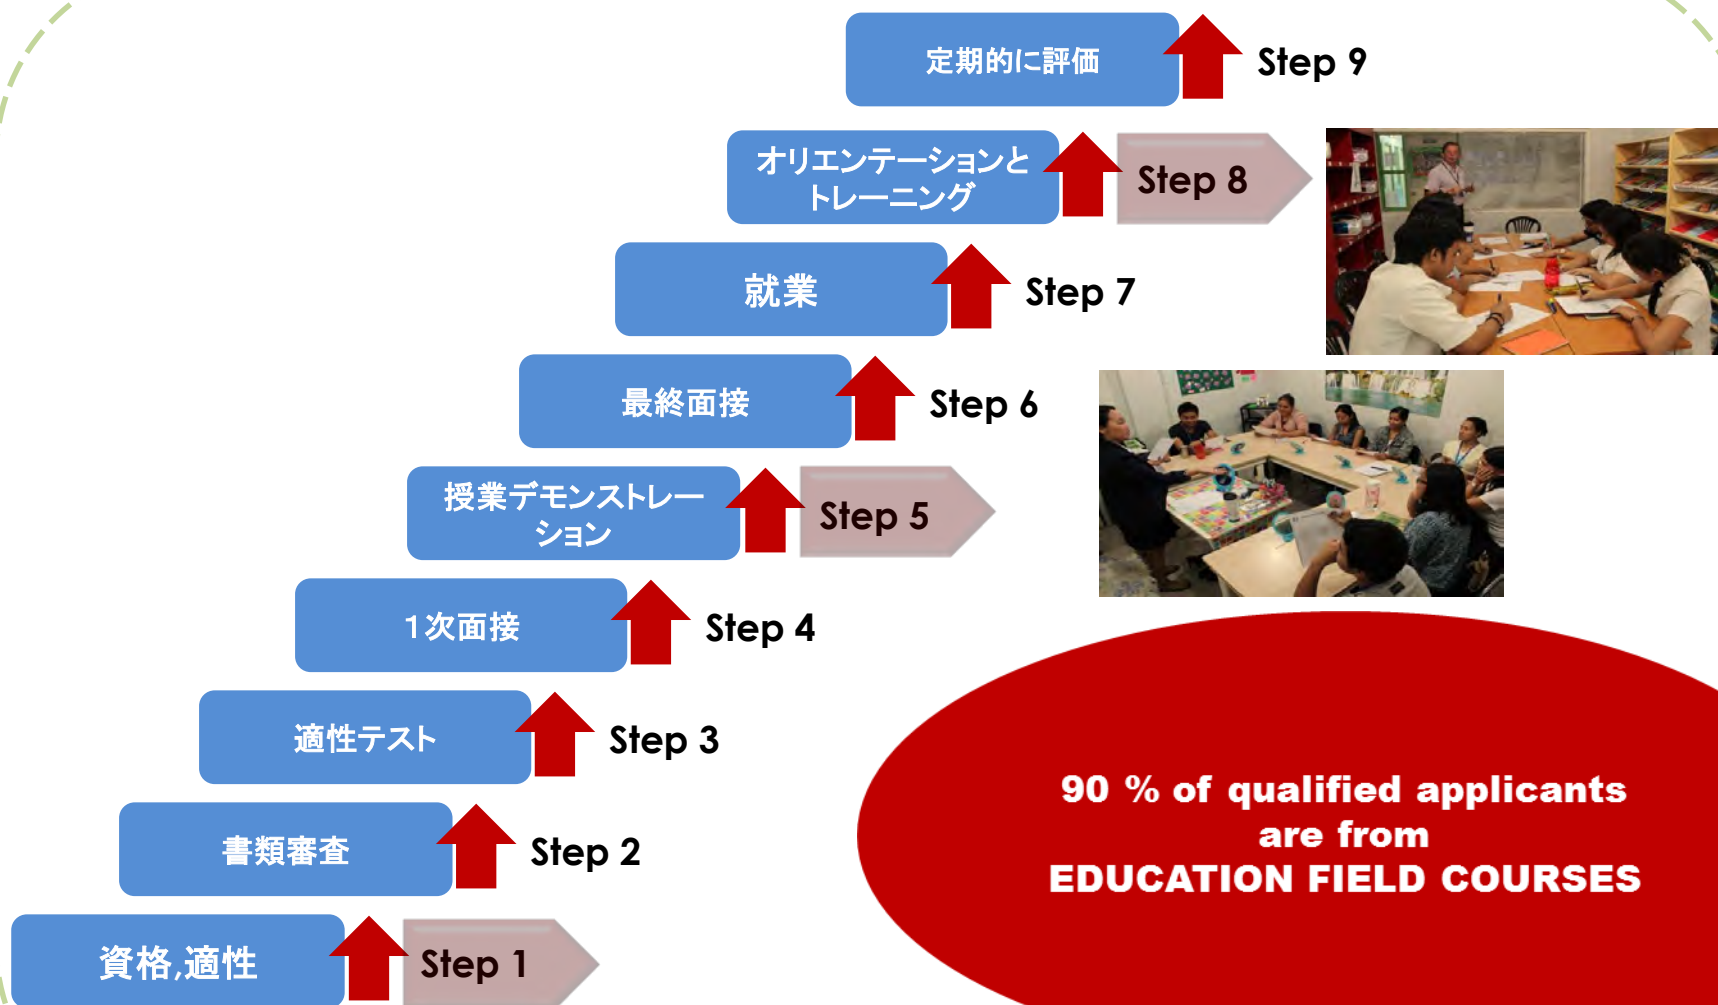 定期的に評価
Step 9
オリエンテーションと
トレーニング
Step 8
就業
Step 7
最終面接
Step 6
授業デモンストレー
ション
Step 5
１次面接
Step 4
適性テスト
Step 3
書類審査
Step 2
資格,適性
Step 1
90 % of qualified applicants
are from
EDUCATION FIELD COURSES